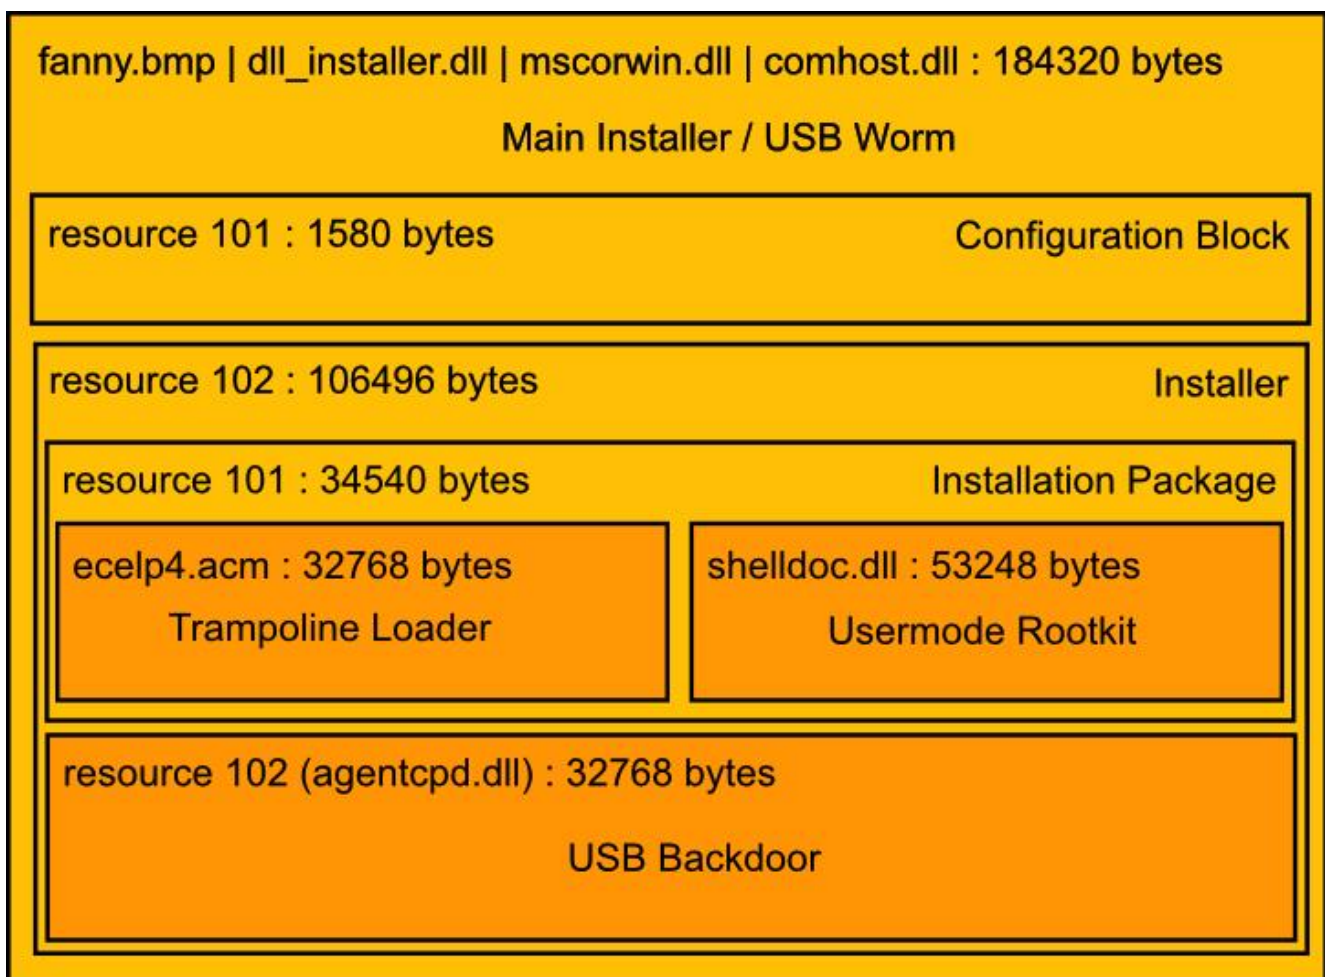 fanny.bmp | dll_installer.dll | mscorwin.dll | comhost.dll : 184320 bytes
Main Installer / USB Worm
resource 101 : 1580 bytes Configuration Block
resource 102 : 106496 bytes Installer
resource 101 : 34540 bytes Installation Package
ecelp4.acm : 32768 bytes
Trampoline Loader
shelldoc.dll : 53248 bytes
Usermode Rootkit
resource 102 (agentcpd.dll) : 32768 bytes
USB Backdoor